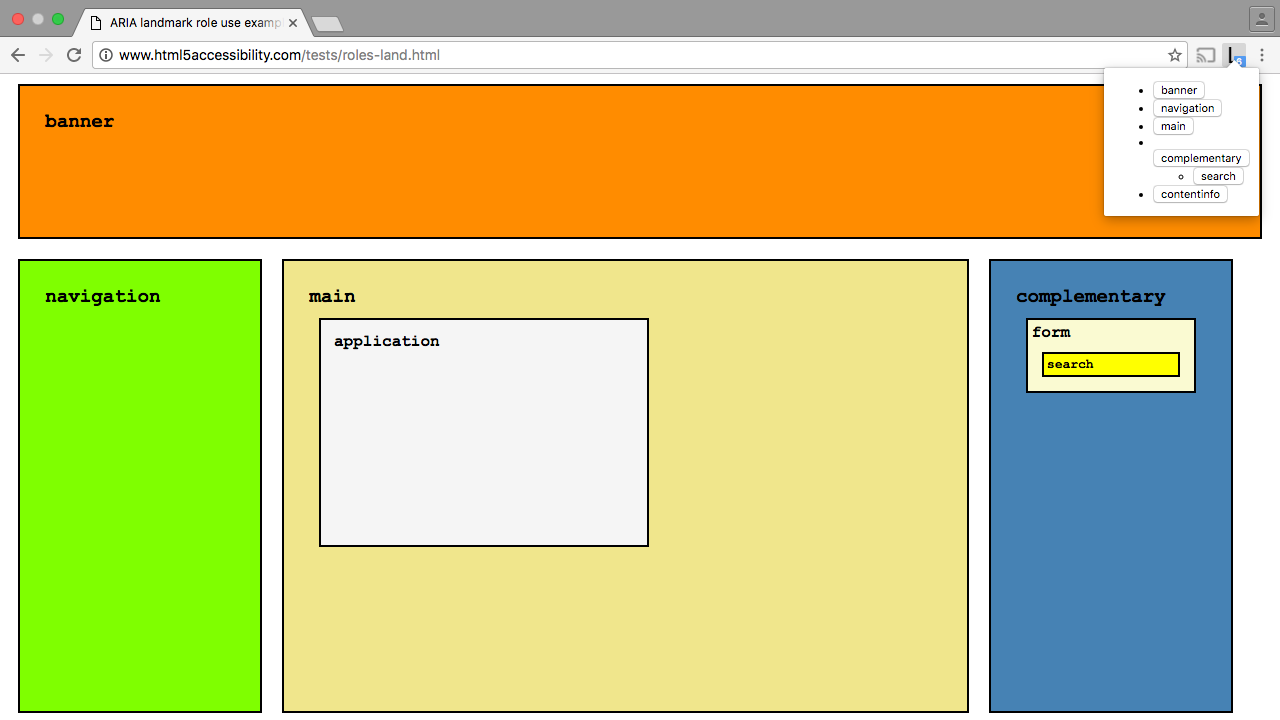 ARIA landmark role use examp
www.html5accessibility.com/tests/roles-land.html
6
banner
navigation
main
complementary
search
contentinfo
banner
navigation
main
application
complementary
form
search